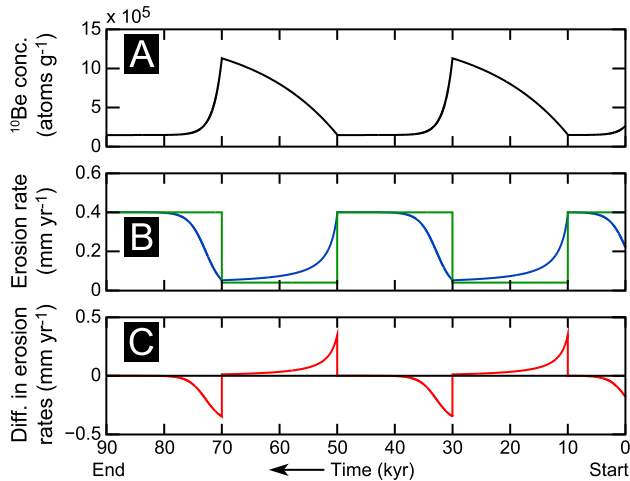 × 10⁵
A
15
10
5
0
¹⁰Be conc.
(atoms g⁻¹)
B
0.6
0.4
0.2
0
Erosion rate
(mm yr⁻¹)
C
0.5
0
−0.5
Diff. in erosion
rates (mm yr⁻¹)
90 80 70 60 50 40 30 20 10 0
End Time (kyr) Start